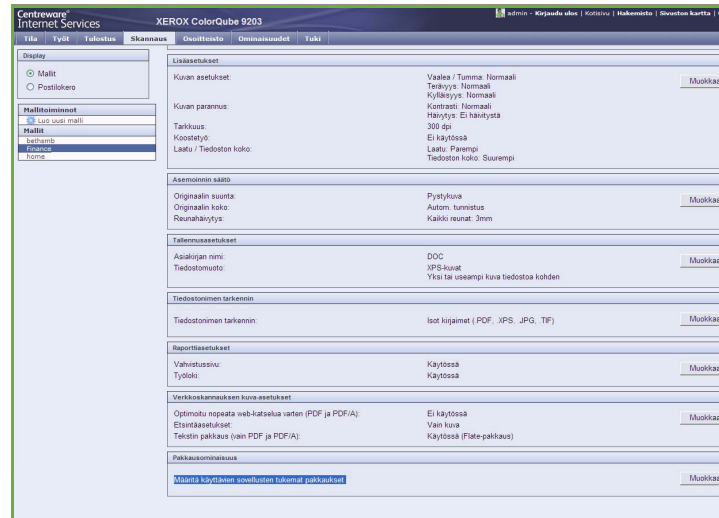 Centreware®
Internet Services
XEROX ColorQube 9203
admin - Kirjaudu ulos | Kotisivu | Hakemisto | Sivuston kartta |
Tila Työt Tulostus Skannaus Osoitteisto Ominaisuudet Tuki
Display
Mallit
Postilokero
Mallitoiminnot
Luo uusi malli
Mallit
bethsmb
Finance
home
Lisäasetukset
Kuvan asetukset: Vaalea / Tumma: Normaali
Terävyys: Normaali
Kylläisyys: Normaali
Muokkaa
Kuvan parannus: Kontrasti: Normaali
Häivytys: Ei häivitystä
Tarkkuus: 300 dpi
Koostetyö: Ei käytössä
Laatu / Tiedoston koko: Laatu: Parempi
Tiedoston koko: Suurempi
Asemoinnin säätö
Originaalin suunta: Pystykuva
Originaalin koko: Autom. tunnistus
Reunahäivytys: Kaikki reunat: 3mm
Muokkaa
Tallennusasetukset
Asiakirjan nimi: DOC
Tiedostomuoto: XPS-kuvat
Yksi tai useampi kuva tiedostoa kohden
Muokkaa
Tiedostonimen tarkennin
Tiedostonimen tarkennin: Isot kirjaimet (.PDF, .XPS, .JPG, .TIF)
Muokkaa
Raporttiasetukset
Vahvistussivu: Käytössä
Työloki: Käytössä
Muokkaa
Verkkoskannauksen kuva-asetukset
Optimoitu nopeata web-katselua varten (PDF ja PDF/A): Ei käytössä
Etsintäasetukset: Vain kuva
Tekstin pakkaus (vain PDF ja PDF/A): Käytössä (Flate-pakkaus)
Muokkaa
Pakkausominaisuus
Määritä käyttävien sovellusten tukemat pakkaukset
Muokkaa